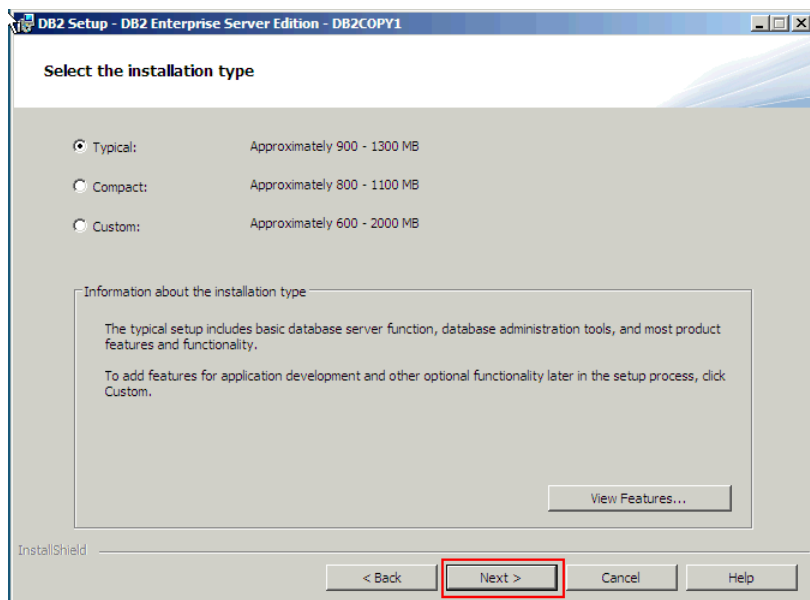 DB2 Setup - DB2 Enterprise Server Edition - DB2COPY1
Select the installation type
Typical: Approximately 900 - 1300 MB
Compact: Approximately 800 - 1100 MB
Custom: Approximately 600 - 2000 MB
Information about the installation type
The typical setup includes basic database server function, database administration tools, and most product
features and functionality.
To add features for application development and other optional functionality later in the setup process, click
Custom.
View Features...
InstallShield
< Back Next > Cancel Help